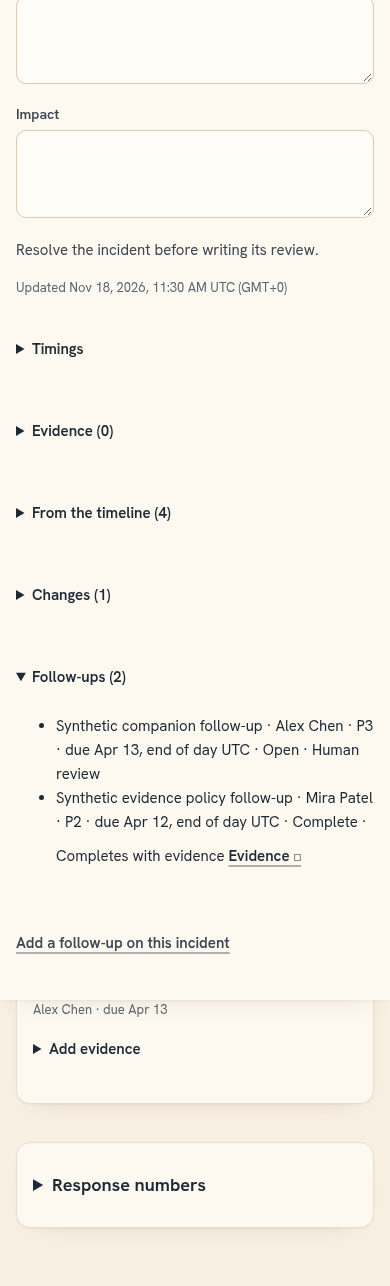 Impact
Resolve the incident before writing its review.
Updated Nov 18, 2026, 11:30 AM UTC (GMT+0)
Timings
Evidence (0)
From the timeline (4)
Changes (1)
Follow-ups (2)
Synthetic companion follow-up · Alex Chen · P3
· due Apr 13, end of day UTC · Open · Human
review
Synthetic evidence policy follow-up · Mira Patel
· P2 · due Apr 12, end of day UTC · Complete ·
Completes with evidence Evidence
Add a follow-up on this incident
Alex Chen · due Apr 13
Add evidence
Response numbers